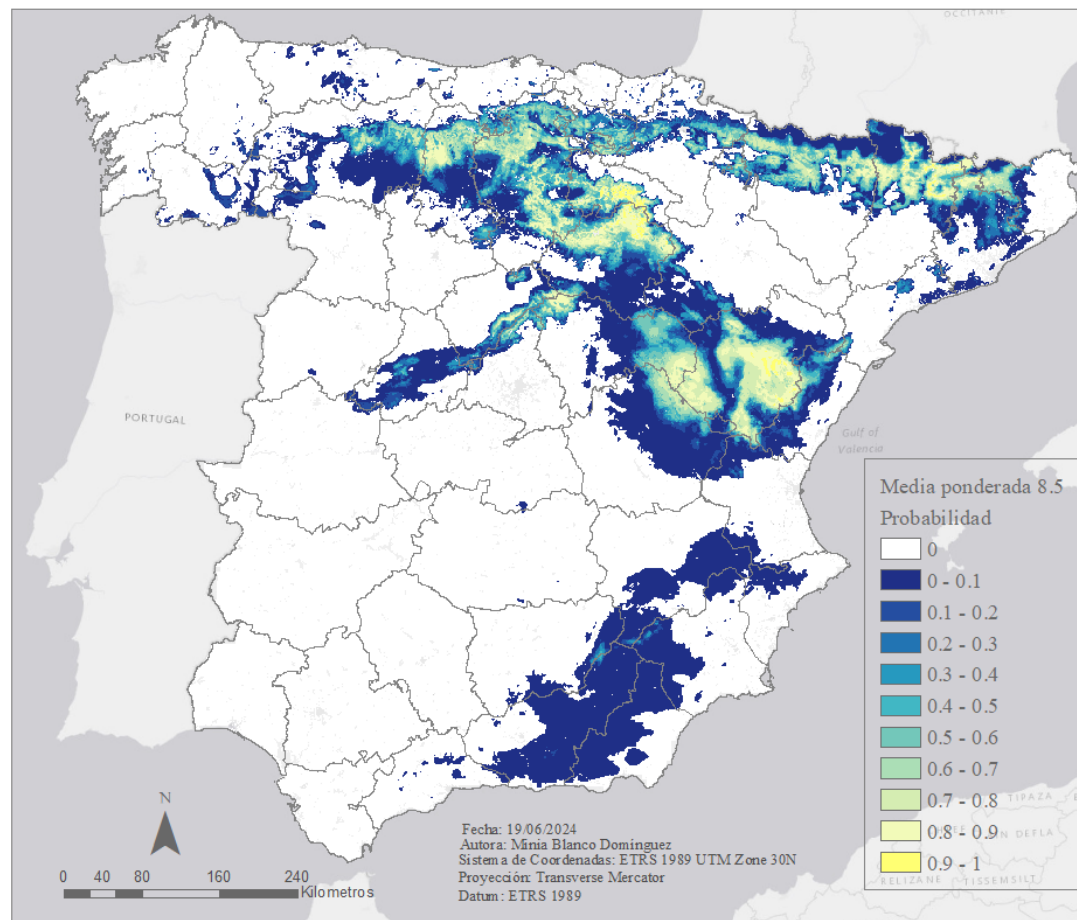 OCCITANIE
PORTUGAL
Gulf of
Valencia
Media ponderada 8.5
Probabilidad
0
0 - 0.1
0.1 - 0.2
0.2 - 0.3
0.3 - 0.4
0.4 - 0.5
0.5 - 0.6
0.6 - 0.7
0.7 - 0.8
0.8 - 0.9
0.9 - 1
TIPAZA
N DEFLA
RELIZANE
TISSEMSILT
N
Fecha: 19/06/2024
Autora: Minia Blanco Domínguez
Sistema de Coordenadas: ETRS 1989 UTM Zone 30N
Proyección: Transverse Mercator
Datum: ETRS 1989
0 40 80 160 240
Kilometros